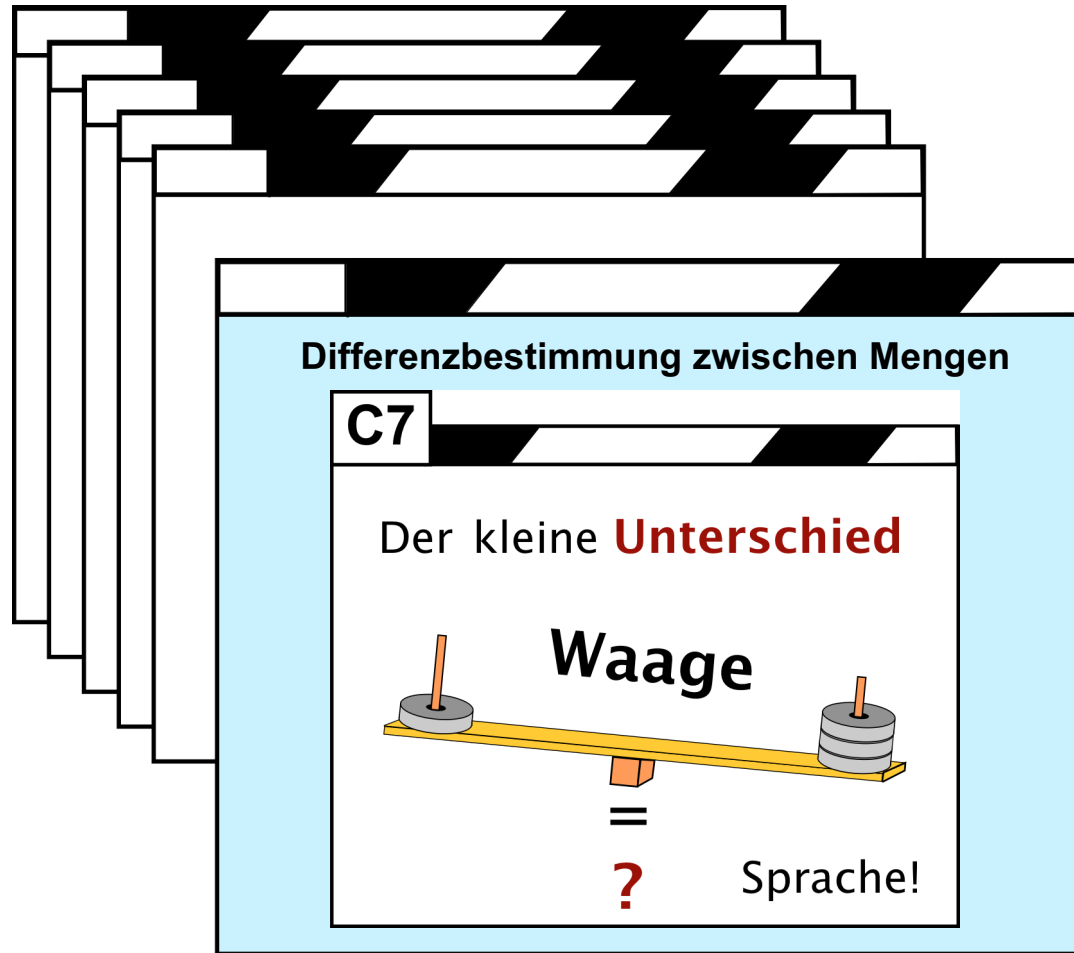 Differenzbestimmung zwischen Mengen
C7
Der kleine Unterschied
Waage
=
?
Sprache!